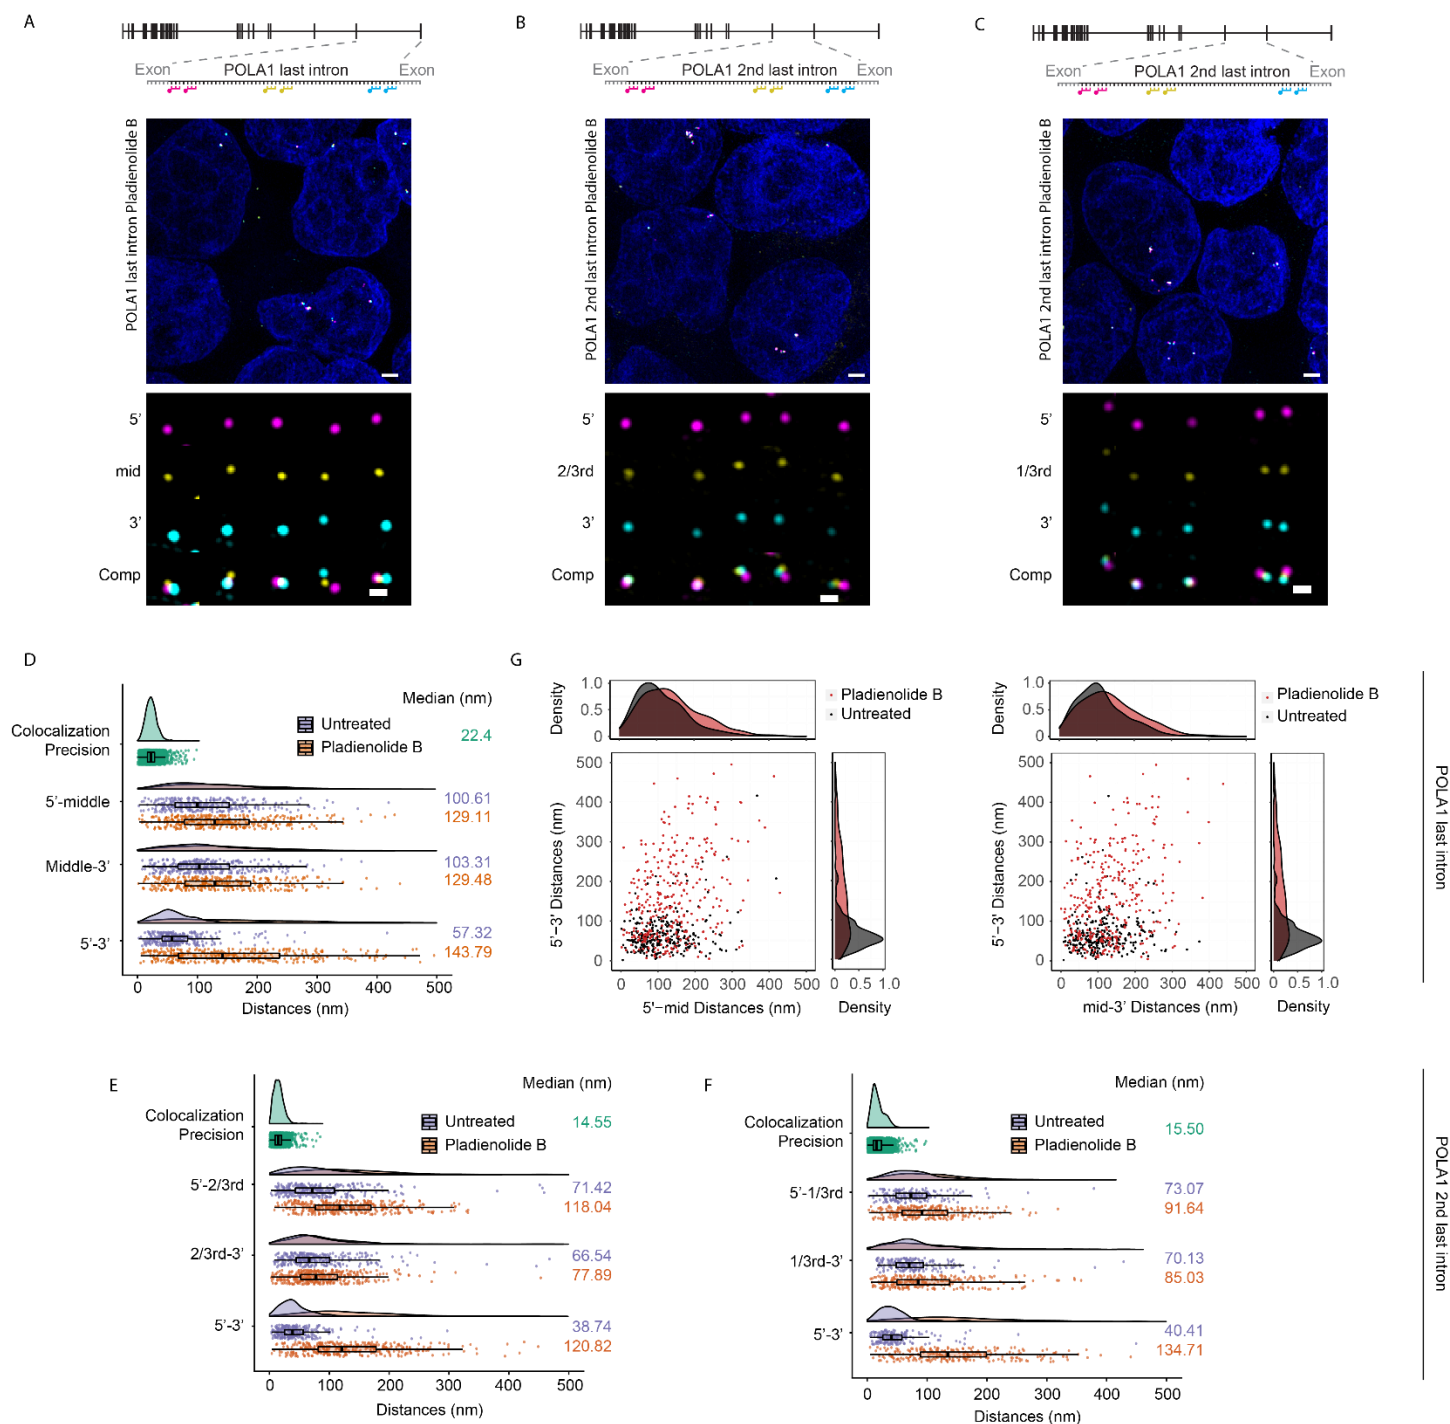 A
Exon
POLA1 last intron
Exon
POLA1 last intron Pladienolide B
5'
mid
3'
Comp
B
Exon
POLA1 2nd last intron
Exon
POLA1 2nd last intron Pladienolide B
5'
2/3rd
3'
Comp
C
Exon
POLA1 2nd last intron
Exon
POLA1 2nd last intron Pladienolide B
5'
1/3rd
3'
Comp
D
Median (nm)
Untreated
Pladienolide B
Colocalization
Precision
22.4
5'-middle
100.61
129.11
Middle-3'
103.31
129.48
5'-3'
57.32
143.79
0 100 200 300 400 500
Distances (nm)
G
1.0
0.5
0
Density
Pladienolide B
Untreated
500
400
300
200
100
0
5'−3' Distances (nm)
0 100 200 300 400 500
5'−mid Distances (nm)
0 0.5 1.0
Density
1.0
0.5
0
Density
Pladienolide B
Untreated
500
400
300
200
100
0
5'−3' Distances (nm)
0 100 200 300 400 500
mid-3' Distances (nm)
0 0.5 1.0
Density
POLA1 last intron
E
Median (nm)
Untreated
Pladienolide B
Colocalization
Precision
14.55
5'-2/3rd
71.42
118.04
2/3rd-3'
66.54
77.89
5'-3'
38.74
120.82
0 100 200 300 400 500
Distances (nm)
F
Median (nm)
Untreated
Pladienolide B
Colocalization
Precision
15.50
5'-1/3rd
73.07
91.64
1/3rd-3'
70.13
85.03
5'-3'
40.41
134.71
0 100 200 300 400 500
Distances (nm)
POLA1 2nd last intron